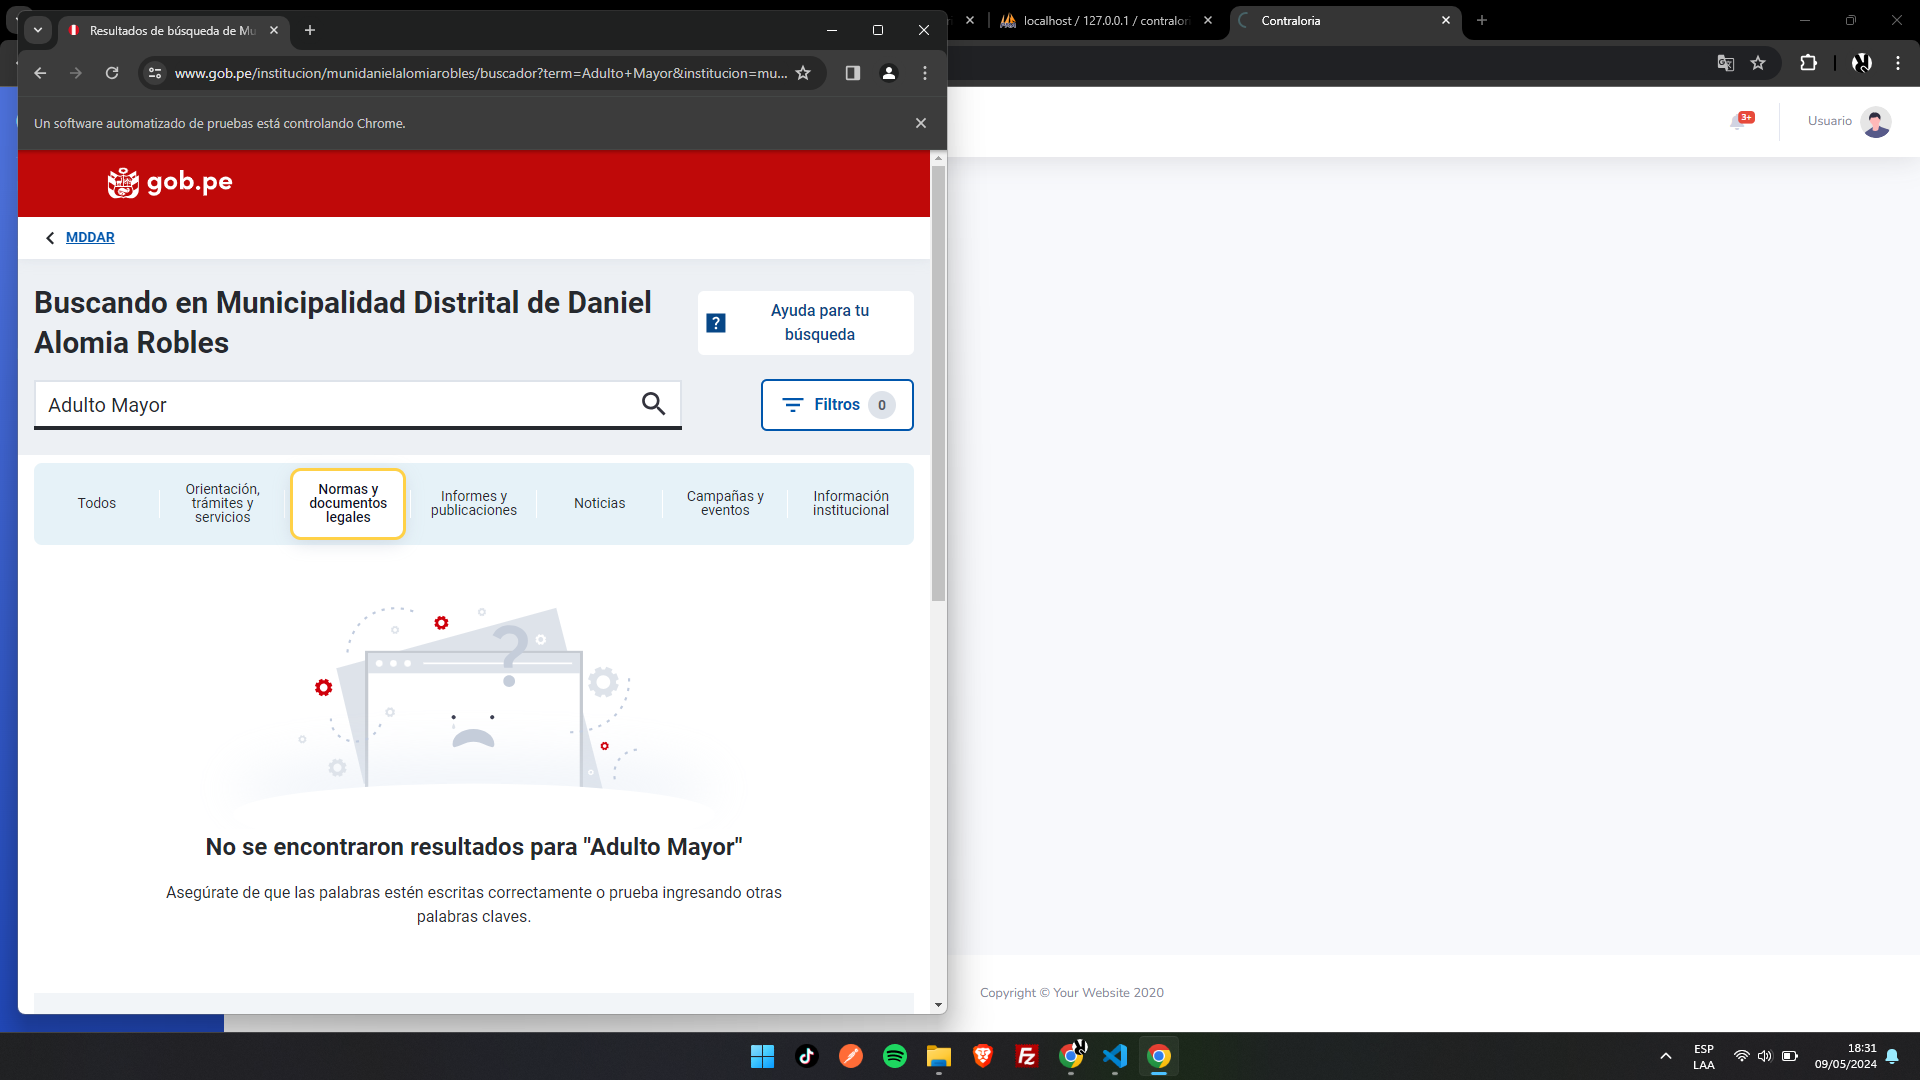 Resultados de búsqueda de Mu
localhost / 127.0.0.1 / contralor
Contraloria
www.gob.pe/institucion/munidanielalomiarobles/buscador?term=Adulto+Mayor&institucion=mu...
Un software automatizado de pruebas está controlando Chrome.
3+
Usuario
gob.pe
MDDAR
Buscando en Municipalidad Distrital de Daniel
Alomia Robles
?
Ayuda para tu
búsqueda
Adulto Mayor
Filtros 0
Todos
Orientación,
trámites y
servicios
Normas y
documentos
legales
Informes y
publicaciones
Noticias
Campañas y
eventos
Información
institucional
?
No se encontraron resultados para "Adulto Mayor"
Asegúrate de que las palabras estén escritas correctamente o prueba ingresando otras
palabras claves.
Copyright © Your Website 2020
Fz
ESP
LAA
18:31
09/05/2024